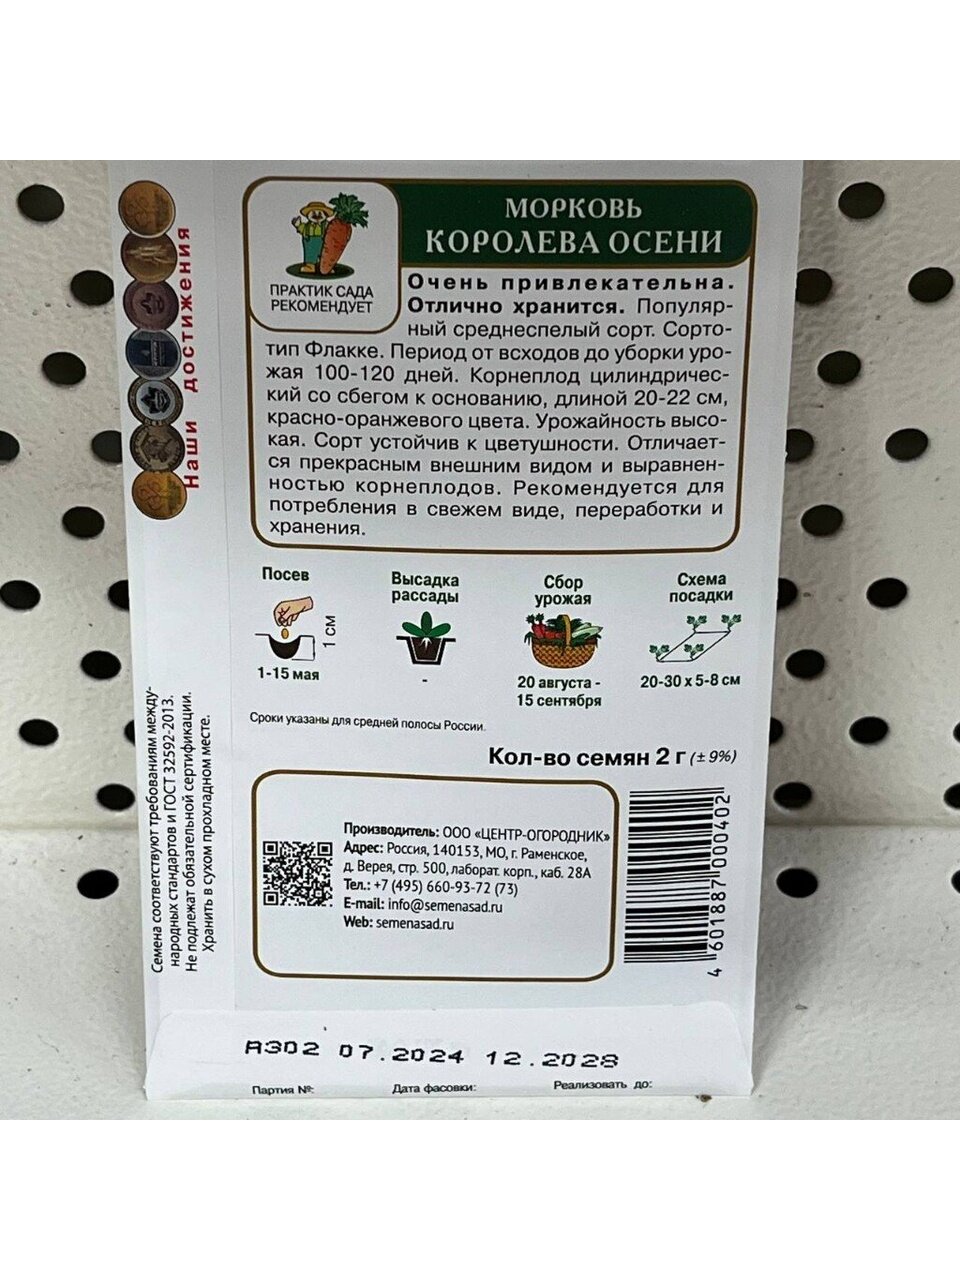 МОРКОВЬ
КОРОЛЕВА ОСЕНИ
ПРАКТИК САДА
РЕКОМЕНДУЕТ
Очень привлекательна.
Отлично хранится. Популяр-
ный среднеспелый сорт. Сорто-
тип Флакке. Период от всходов до уборки уро-
жая 100-120 дней. Корнеплод цилиндричес-
кий со сбегом к основанию, длиной 20-22 см,
красно-оранжевого цвета. Урожайность высо-
кая. Сорт устойчив к цветушности. Отличает-
ся прекрасным внешним видом и выравнен-
ностью корнеплодов. Рекомендуется для
потребления в свежем виде, переработки и
хранения.
Наши достижения
Посев
1 см
1-15 мая
Высадка
рассады
-
Сбор
урожая
20 августа -
15 сентября
Схема
посадки
20-30 х 5-8 см
Сроки указаны для средней полосы России.
Кол-во семян 2 г (± 9%)
Семена соответствуют требованиям между-
народных стандартов и ГОСТ 32592-2013.
Не подлежат обязательной сертификации.
Хранить в сухом прохладном месте.
Производитель: ООО «ЦЕНТР-ОГОРОДНИК»
Адрес: Россия, 140153, МО, г. Раменское,
д. Верея, стр. 500, лаборат. корп., каб. 28А
Тел.: +7 (495) 660-93-72 (73)
E-mail: info@semenasad.ru
Web: semenasad.ru
4 601887 000402
A302 07.2024 12.2028
Партия №: Дата фасовки: Реализовать до: